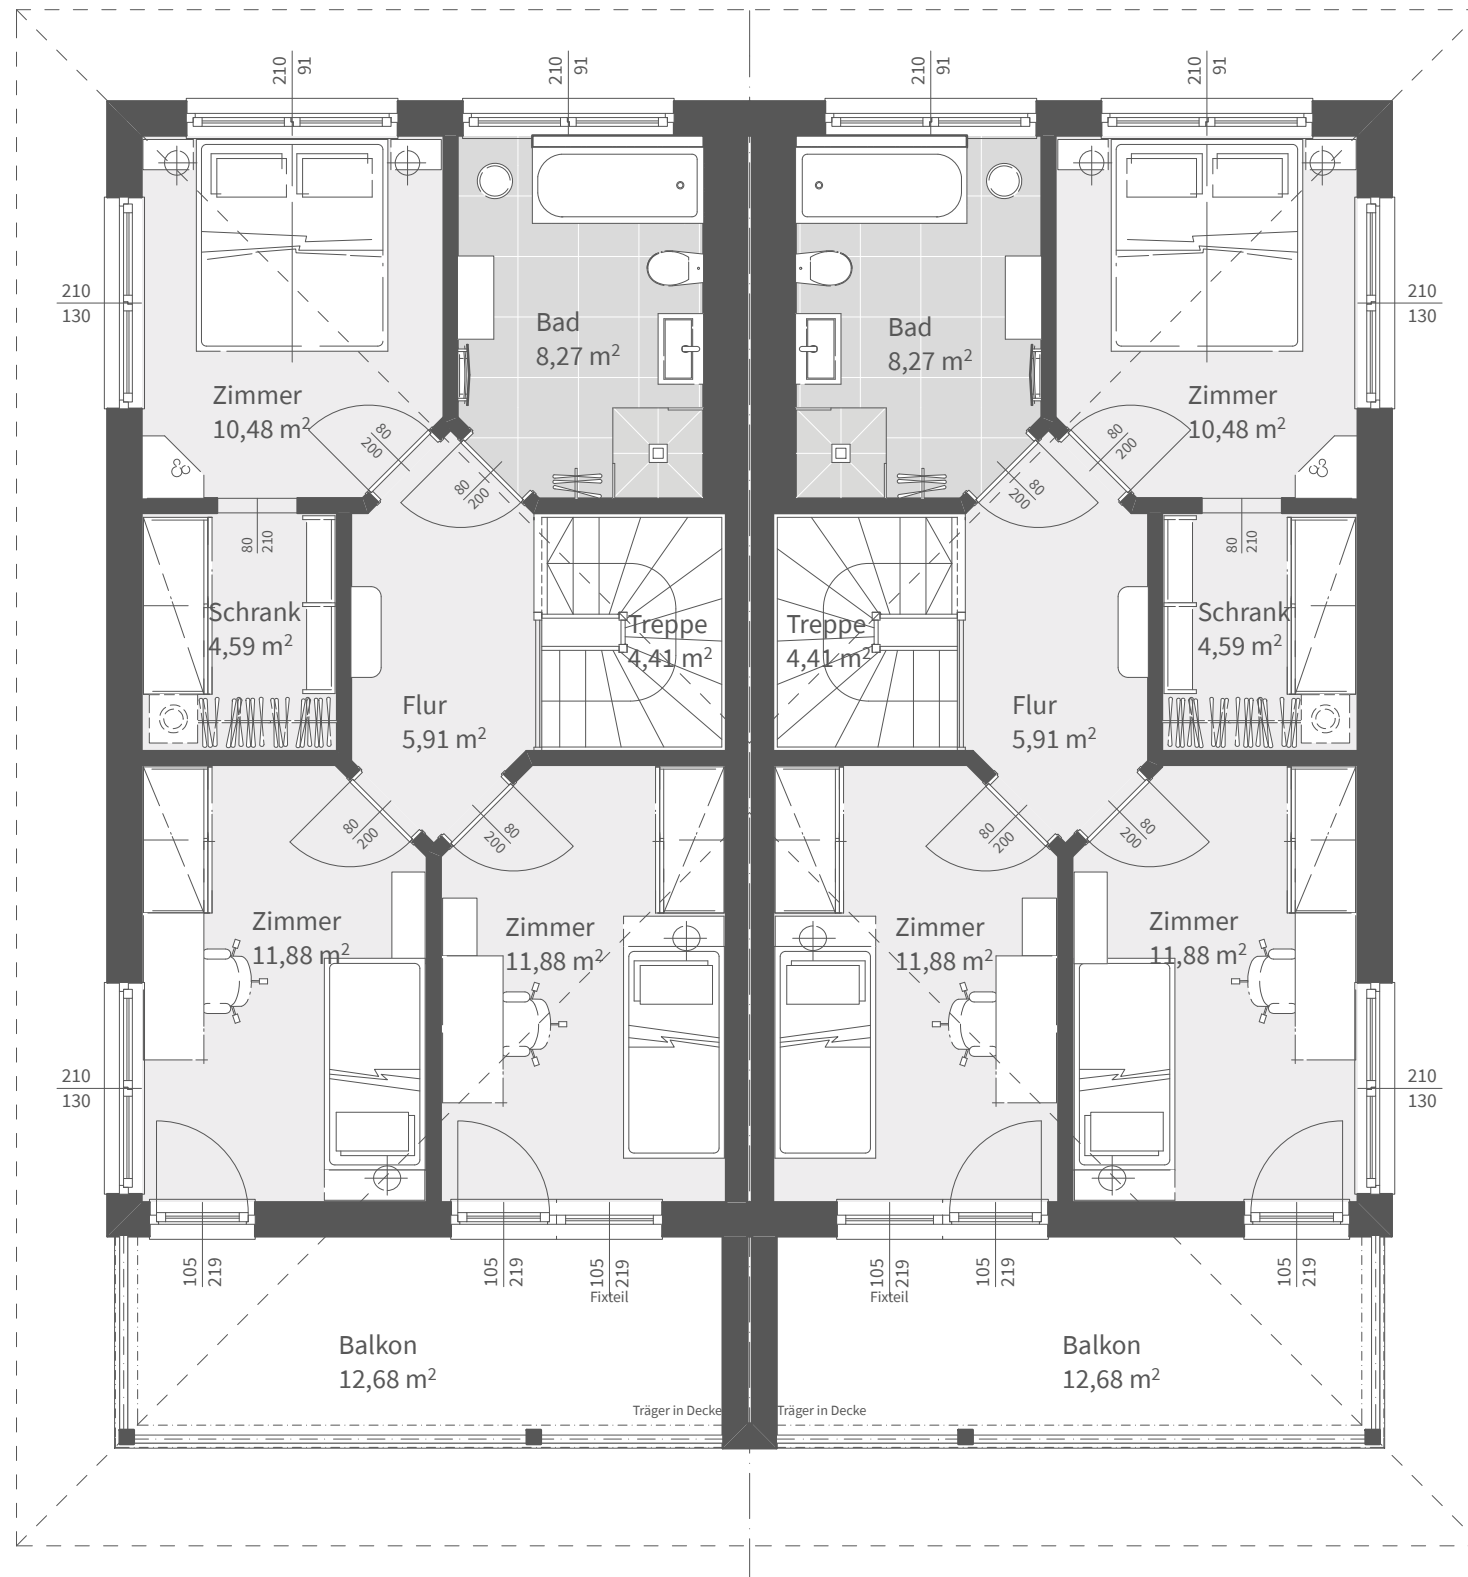 210
91
210
91
210
91
210
91
210
130
210
130
Bad
8,27 m²
Bad
8,27 m²
Zimmer
10,48 m²
Zimmer
10,48 m²
80
200
80
200
80
200
80
200
80
210
80
210
Schrank
4,59 m²
Treppe
4,41 m²
Treppe
4,41 m²
Schrank
4,59 m²
Flur
5,91 m²
Flur
5,91 m²
80
200
80
200
80
200
80
200
Zimmer
11,88 m²
Zimmer
11,88 m²
Zimmer
11,88 m²
Zimmer
11,88 m²
210
130
210
130
105
219
105
219
105
219
Fixteil
105
219
Fixteil
105
219
105
219
Balkon
12,68 m²
Balkon
12,68 m²
Träger in Decke
Träger in Decke